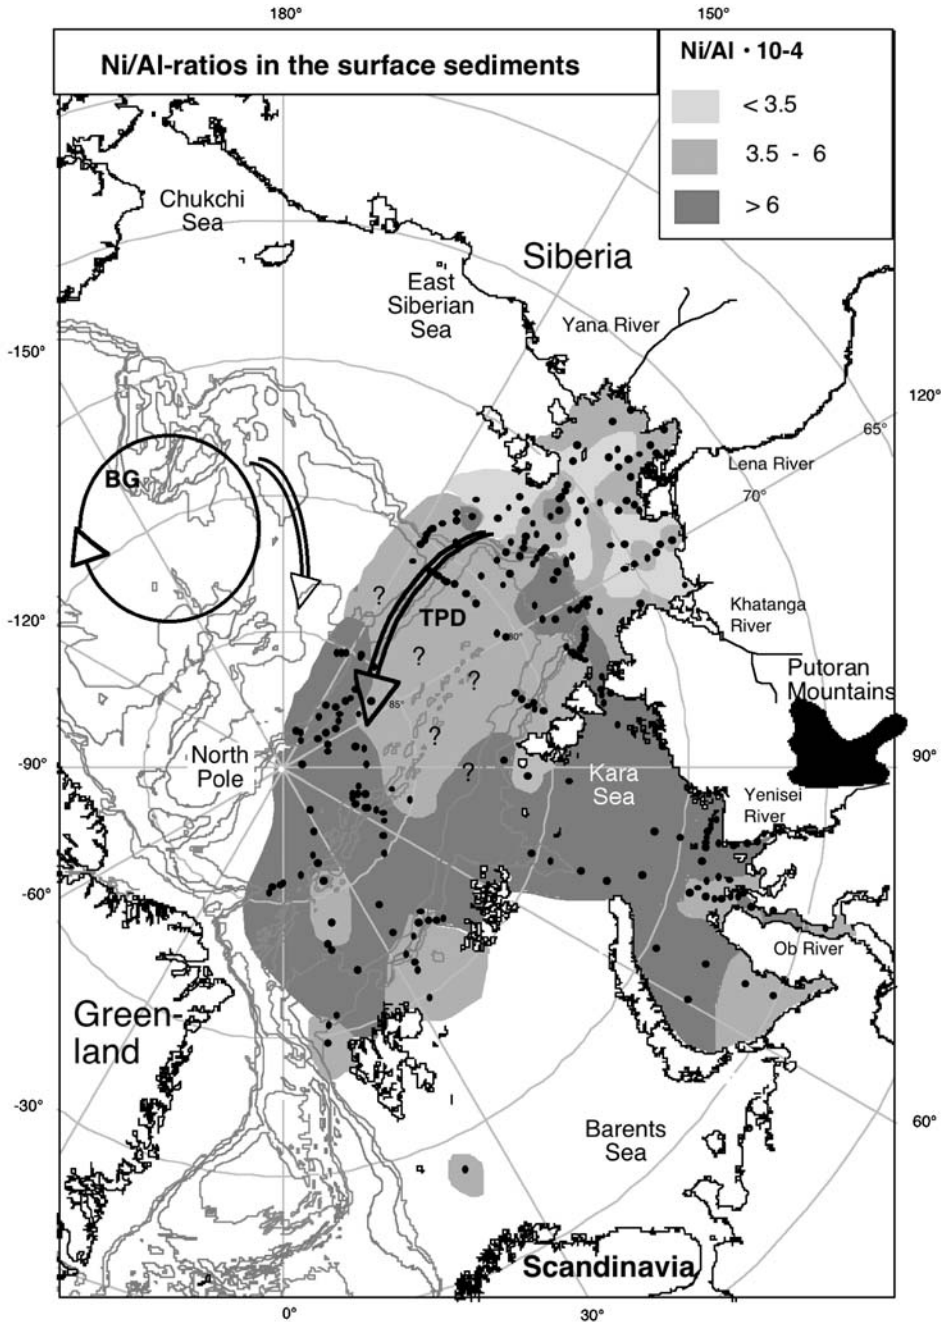 180°
150°
Ni/Al-ratios in the surface sediments
Ni/Al · 10-4
< 3.5
3.5 - 6
> 6
Chukchi
Sea
Siberia
East
Siberian
Sea
Yana River
-150°
120°
65°
BG
Lena River
70°
?
TPD
-120°
80°
Khatanga
River
?
?
Putoran
Mountains
85°
?
North
Pole
-90°
?
Kara
Sea
90°
Yenisei
River
-60°
Ob River
Green-
land
-30°
Barents
Sea
60°
Scandinavia
0°
30°